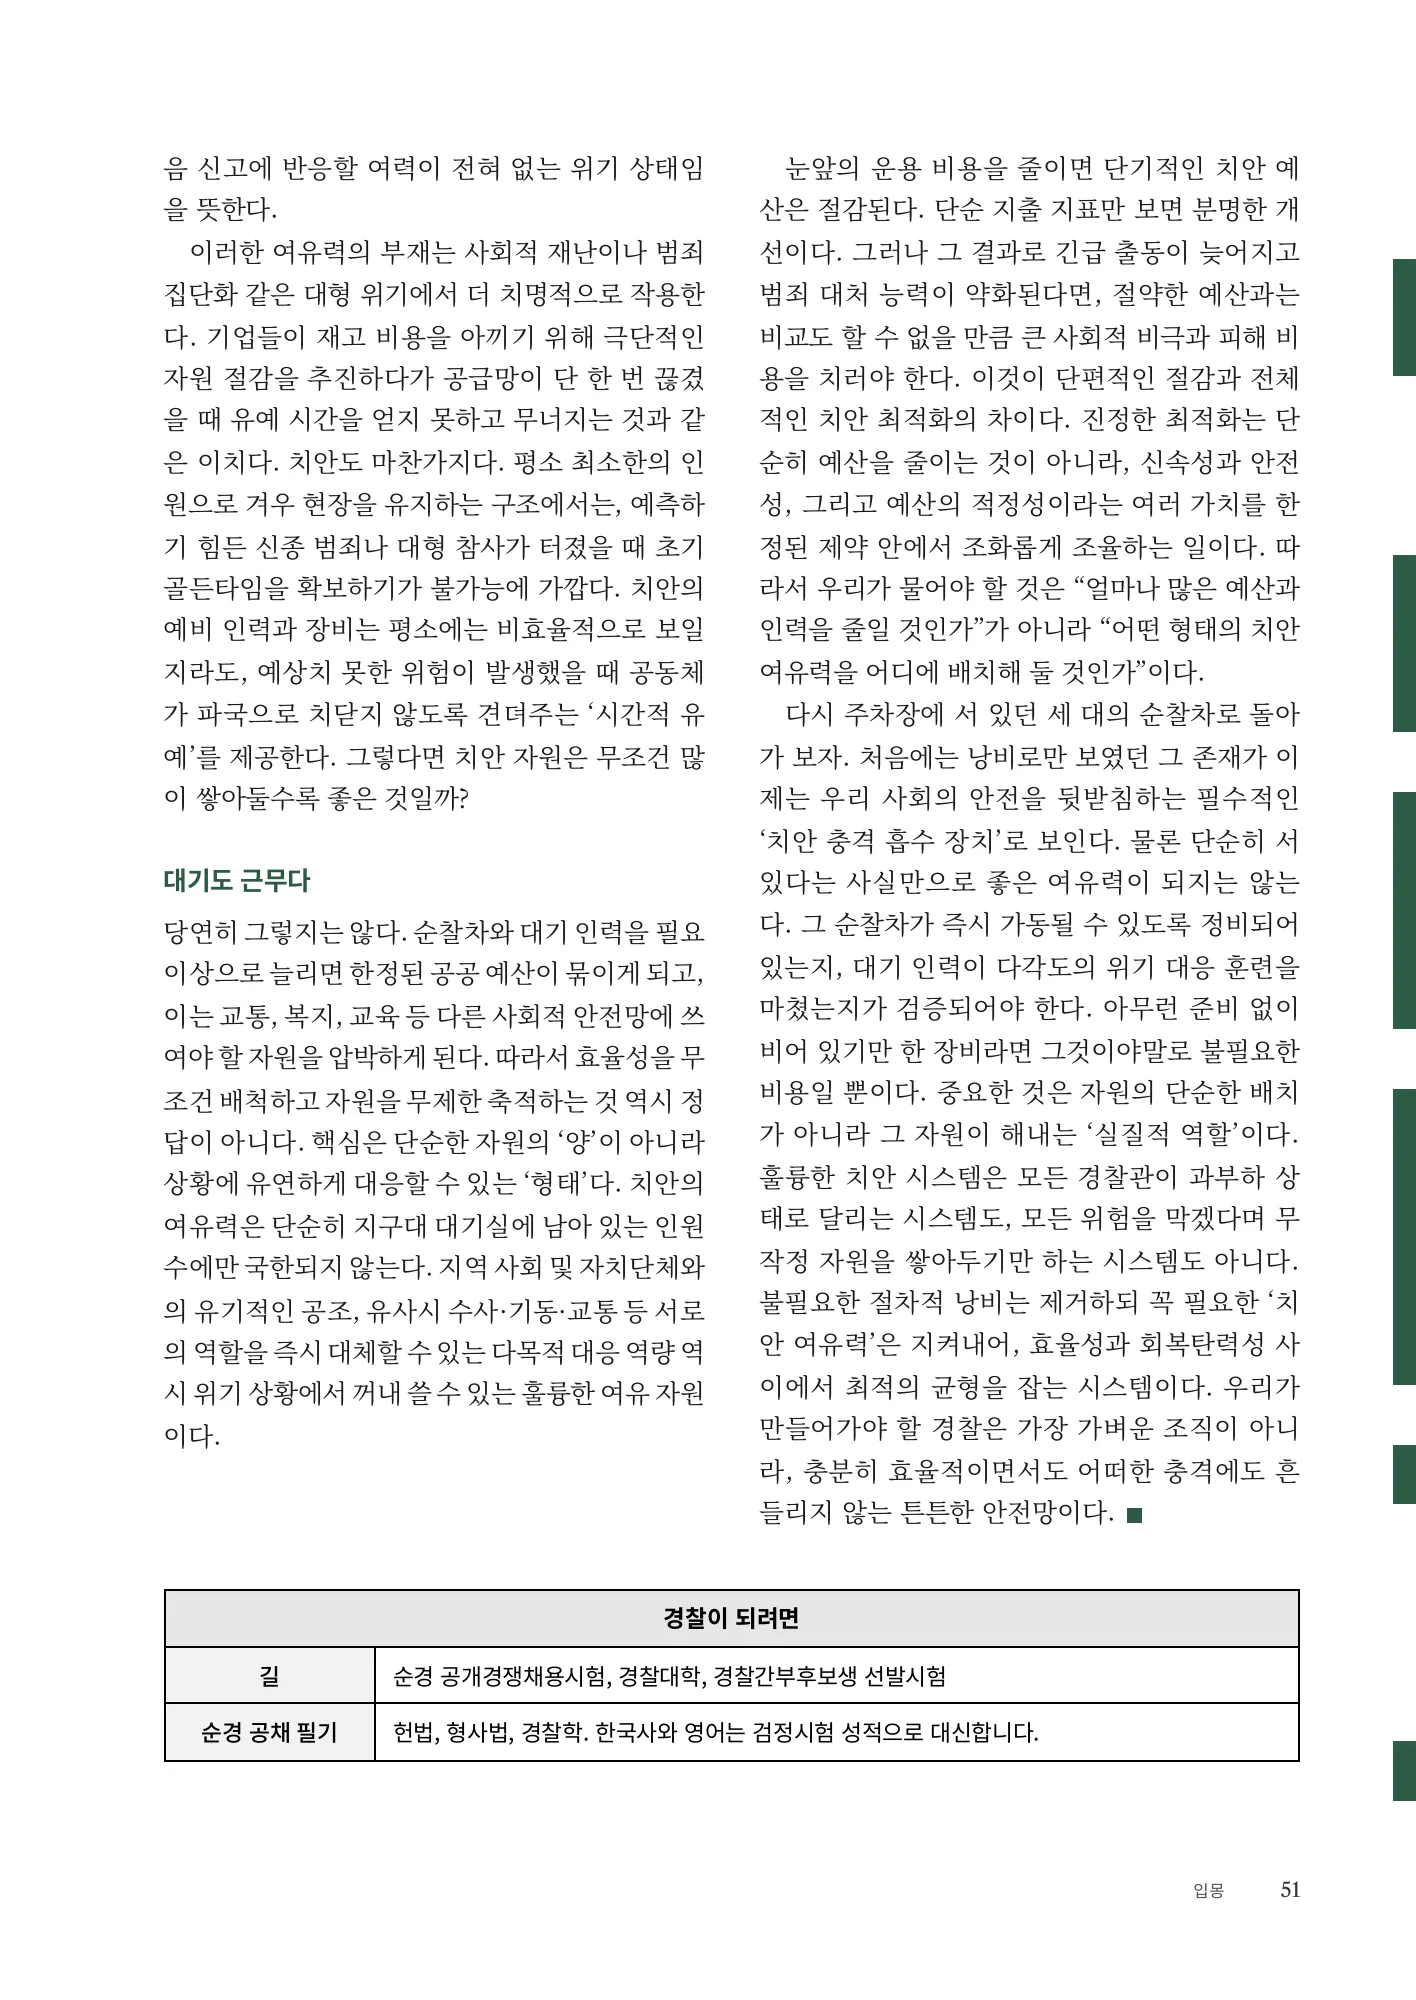 음 신고에 반응할 여력이 전혀 없는 위기 상태임
을 뜻한다.
이러한 여유력의 부재는 사회적 재난이나 범죄
집단화 같은 대형 위기에서 더 치명적으로 작용한
다. 기업들이 재고 비용을 아끼기 위해 극단적인
자원 절감을 추진하다가 공급망이 단 한 번 끊겼
을 때 유예 시간을 얻지 못하고 무너지는 것과 같
은 이치다. 치안도 마찬가지다. 평소 최소한의 인
원으로 겨우 현장을 유지하는 구조에서는, 예측하
기 힘든 신종 범죄나 대형 참사가 터졌을 때 초기
골든타임을 확보하기가 불가능에 가깝다. 치안의
예비 인력과 장비는 평소에는 비효율적으로 보일
지라도, 예상치 못한 위험이 발생했을 때 공동체
가 파국으로 치닫지 않도록 견뎌주는 ‘시간적 유
예’를 제공한다. 그렇다면 치안 자원은 무조건 많
이 쌓아둘수록 좋은 것일까?
대기도 근무다
당연히 그렇지는 않다. 순찰차와 대기 인력을 필요
이상으로 늘리면 한정된 공공 예산이 묶이게 되고,
이는 교통, 복지, 교육 등 다른 사회적 안전망에 쓰
여야 할 자원을 압박하게 된다. 따라서 효율성을 무
조건 배척하고 자원을 무제한 축적하는 것 역시 정
답이 아니다. 핵심은 단순한 자원의 ‘양’이 아니라
상황에 유연하게 대응할 수 있는 ‘형태’다. 치안의
여유력은 단순히 지구대 대기실에 남아 있는 인원
수에만 국한되지 않는다. 지역 사회 및 자치단체와
의 유기적인 공조, 유사시 수사·기동·교통 등 서로
의 역할을 즉시 대체할 수 있는 다목적 대응 역량 역
시 위기 상황에서 꺼내 쓸 수 있는 훌륭한 여유 자원
이다.
눈앞의 운용 비용을 줄이면 단기적인 치안 예
산은 절감된다. 단순 지출 지표만 보면 분명한 개
선이다. 그러나 그 결과로 긴급 출동이 늦어지고
범죄 대처 능력이 약화된다면, 절약한 예산과는
비교도 할 수 없을 만큼 큰 사회적 비극과 피해 비
용을 치러야 한다. 이것이 단편적인 절감과 전체
적인 치안 최적화의 차이다. 진정한 최적화는 단
순히 예산을 줄이는 것이 아니라, 신속성과 안전
성, 그리고 예산의 적정성이라는 여러 가치를 한
정된 제약 안에서 조화롭게 조율하는 일이다. 따
라서 우리가 물어야 할 것은 “얼마나 많은 예산과
인력을 줄일 것인가”가 아니라 “어떤 형태의 치안
여유력을 어디에 배치해 둘 것인가”이다.
다시 주차장에 서 있던 세 대의 순찰차로 돌아
가 보자. 처음에는 낭비로만 보였던 그 존재가 이
제는 우리 사회의 안전을 뒷받침하는 필수적인
‘치안 충격 흡수 장치’로 보인다. 물론 단순히 서
있다는 사실만으로 좋은 여유력이 되지는 않는
다. 그 순찰차가 즉시 가동될 수 있도록 정비되어
있는지, 대기 인력이 다각도의 위기 대응 훈련을
마쳤는지가 검증되어야 한다. 아무런 준비 없이
비어 있기만 한 장비라면 그것이야말로 불필요한
비용일 뿐이다. 중요한 것은 자원의 단순한 배치
가 아니라 그 자원이 해내는 ‘실질적 역할’이다.
훌륭한 치안 시스템은 모든 경찰관이 과부하 상
태로 달리는 시스템도, 모든 위험을 막겠다며 무
작정 자원을 쌓아두기만 하는 시스템도 아니다.
불필요한 절차적 낭비는 제거하되 꼭 필요한 ‘치
안 여유력’은 지켜내어, 효율성과 회복탄력성 사
이에서 최적의 균형을 잡는 시스템이다. 우리가
만들어가야 할 경찰은 가장 가벼운 조직이 아니
라, 충분히 효율적이면서도 어떠한 충격에도 흔
들리지 않는 튼튼한 안전망이다. ■
경찰이 되려면
길 순경 공개경쟁채용시험, 경찰대학, 경찰간부후보생 선발시험
순경 공채 필기 헌법, 형사법, 경찰학. 한국사와 영어는 검정시험 성적으로 대신합니다.
입몽 51